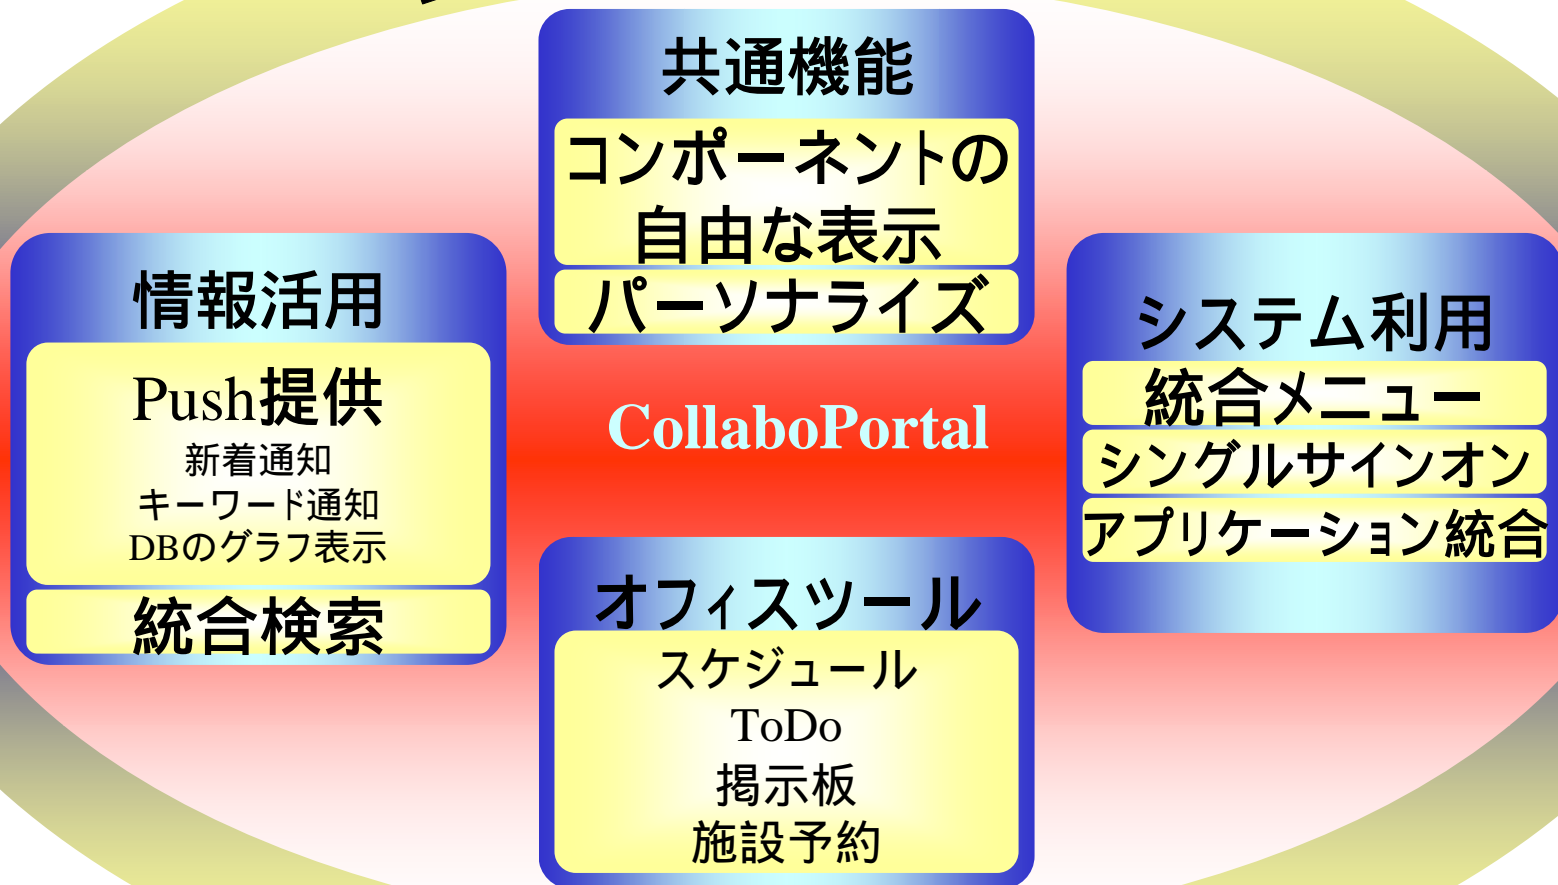 共通機能
コンポーネントの
自由な表示
パーソナライズ
情報活用
Push提供
新着通知
キーワード通知
DBのグラフ表示
統合検索
CollaboPortal
システム利用
統合メニュー
シングルサインオン
アプリケーション統合
オフィスツール
スケジュール
ToDo
掲示板
施設予約